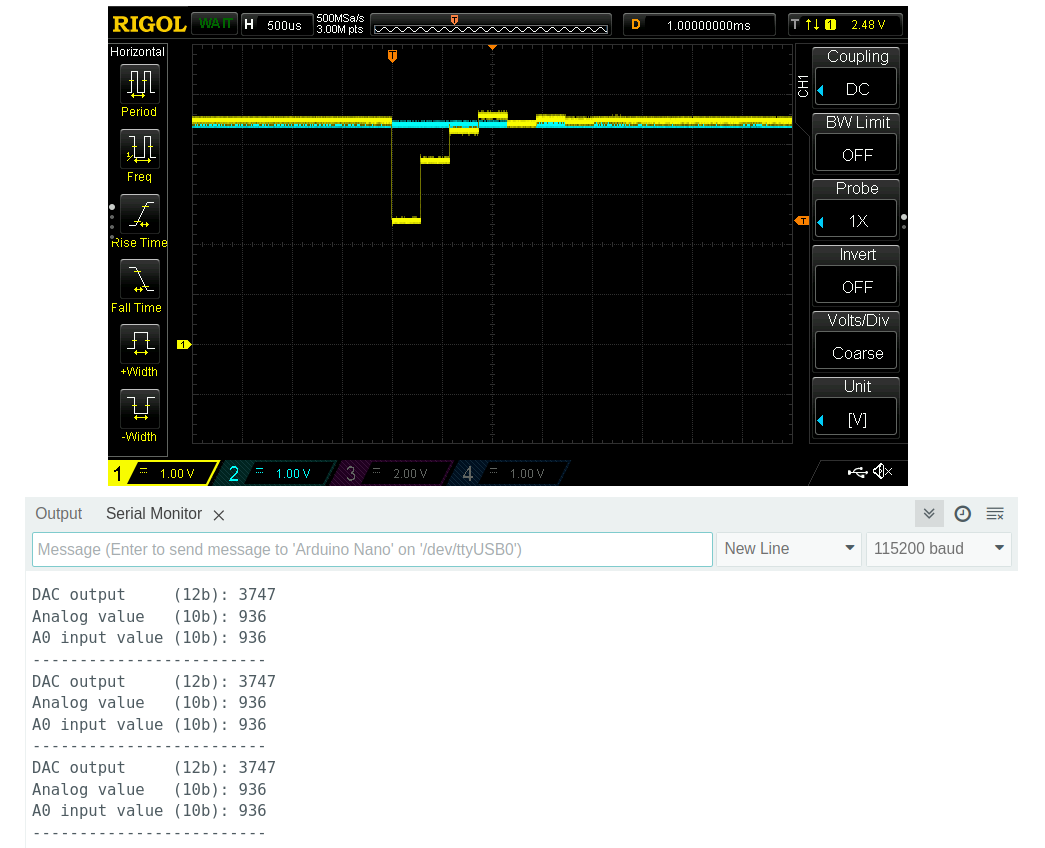 RIGOL WAIT H 500us 500MSa/s 3.00M pts T D 1.00000000ms T 1 2.48 V
Horizontal
Period
Freq
Rise Time
Fall Time
+Width
-Width
T
T
1
CH1
Coupling
DC
BW Limit
OFF
Probe
1X
Invert
OFF
Volts/Div
Coarse
Unit
[V]
1 = 1.00 V 2 = 1.00 V 3 = 2.00 V 4 = 1.00 V
Output Serial Monitor ×
Message (Enter to send message to 'Arduino Nano' on '/dev/ttyUSB0') New Line 115200 baud
DAC output (12b): 3747
Analog value (10b): 936
A0 input value (10b): 936
-------------------------
DAC output (12b): 3747
Analog value (10b): 936
A0 input value (10b): 936
-------------------------
DAC output (12b): 3747
Analog value (10b): 936
A0 input value (10b): 936
-------------------------